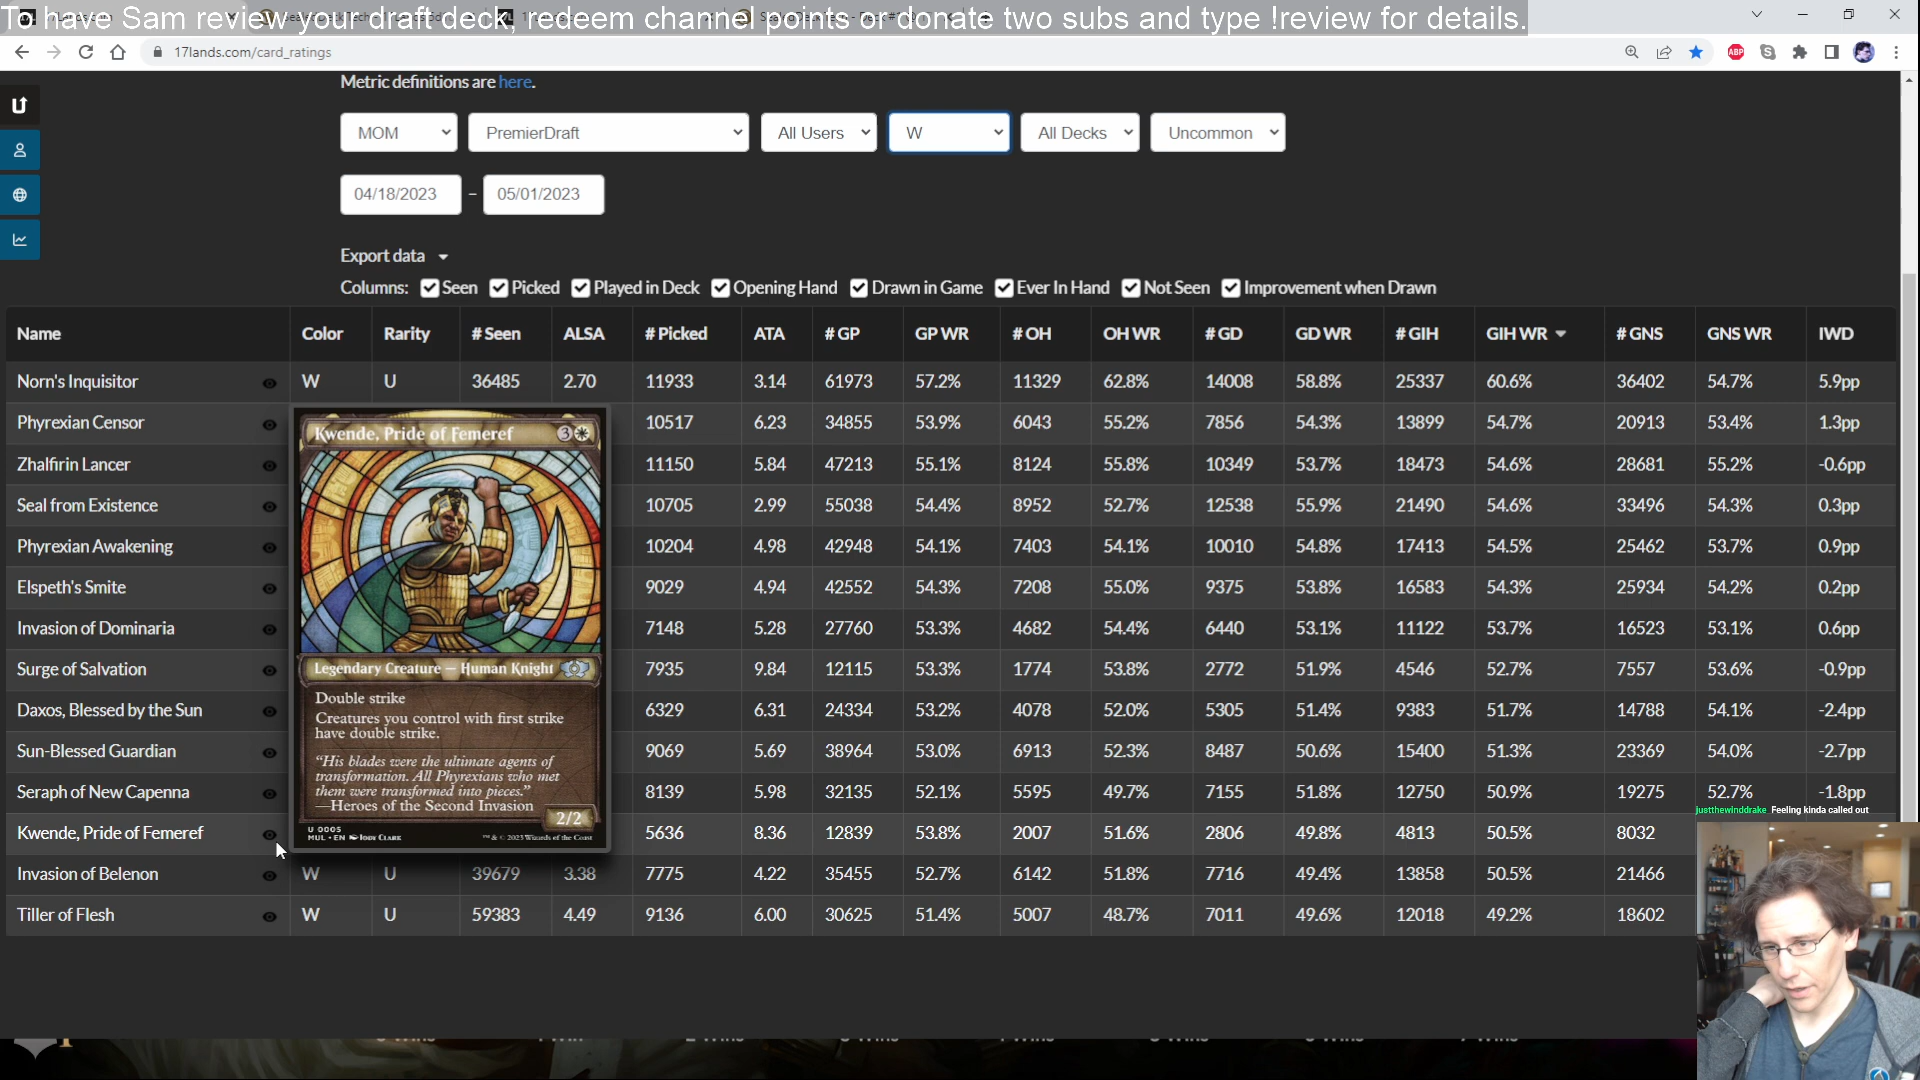 To have Sam review your draft deck, redeem channel points or donate two subs and type !review for details.
17lands.com/card_ratings
ABP
Metric definitions are here.
MOM PremierDraft All Users W All Decks Uncommon
04/18/2023 – 05/01/2023
Export data
Columns: Seen Picked Played in Deck Opening Hand Drawn in Game Ever In Hand Not Seen Improvement when Drawn
Name Color Rarity # Seen ALSA # Picked ATA # GP GP WR # OH OH WR # GD GD WR # GIH GIH WR # GNS GNS WR IWD
Norn's Inquisitor W U 36485 2.70 11933 3.14 61973 57.2% 11329 62.8% 14008 58.8% 25337 60.6% 36402 54.7% 5.9pp
Phyrexian Censor 10517 6.23 34855 53.9% 6043 55.2% 7856 54.3% 13899 54.7% 20913 53.4% 1.3pp
Zhalfirin Lancer 11150 5.84 47213 55.1% 8124 55.8% 10349 53.7% 18473 54.6% 28681 55.2% -0.6pp
Seal from Existence 10705 2.99 55038 54.4% 8952 52.7% 12538 55.9% 21490 54.6% 33496 54.3% 0.3pp
Phyrexian Awakening 10204 4.98 42948 54.1% 7403 54.1% 10010 54.8% 17413 54.5% 25462 53.7% 0.9pp
Elspeth's Smite 9029 4.94 42552 54.3% 7208 55.0% 9375 53.8% 16583 54.3% 25934 54.2% 0.2pp
Invasion of Dominaria 7148 5.28 27760 53.3% 4682 54.4% 6440 53.1% 11122 53.7% 16523 53.1% 0.6pp
Surge of Salvation 7935 9.84 12115 53.3% 1774 53.8% 2772 51.9% 4546 52.7% 7557 53.6% -0.9pp
Daxos, Blessed by the Sun 6329 6.31 24334 53.2% 4078 52.0% 5305 51.4% 9383 51.7% 14788 54.1% -2.4pp
Sun-Blessed Guardian 9069 5.69 38964 53.0% 6913 52.3% 8487 50.6% 15400 51.3% 23369 54.0% -2.7pp
Seraph of New Capenna 8139 5.98 32135 52.1% 5595 49.7% 7155 51.8% 12750 50.9% 19275 52.7% -1.8pp
Kwende, Pride of Femeref 5636 8.36 12839 53.8% 2007 51.6% 2806 49.8% 4813 50.5% 8032
Invasion of Belenon W U 39679 3.38 7775 4.22 35455 52.7% 6142 51.8% 7716 49.4% 13858 50.5% 21466
Tiller of Flesh W U 59383 4.49 9136 6.00 30625 51.4% 5007 48.7% 7011 49.6% 12018 49.2% 18602
Kwende, Pride of Femeref 3
Legendary Creature — Human Knight
Double strike
Creatures you control with first strike
have double strike.
"His blades were the ultimate agents of
transformation. All Phyrexians who met
them were transformed into pieces."
—Heroes of the Second Invasion
2/2
U 0005
MUL • EN Jody Clark
™ & © 2023 Wizards of the Coast
justthewinddrake Feeling kinda called out